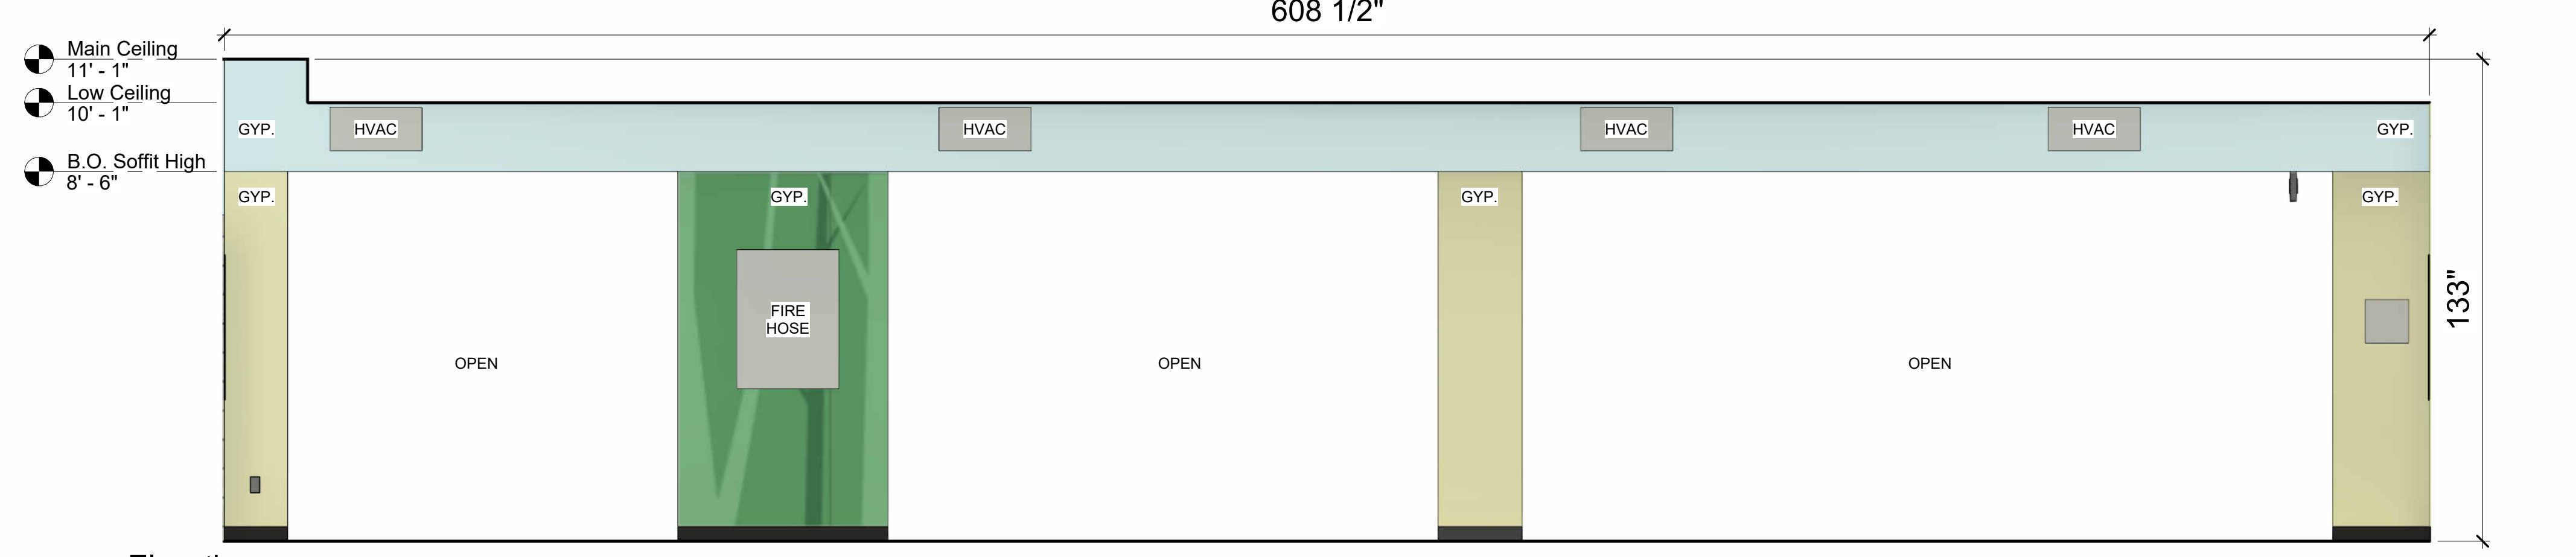 608 1/2"
Main Ceiling
11' - 1"
Low Ceiling
10' - 1"
GYP.
HVAC
HVAC
HVAC
HVAC
GYP.
B.O. Soffit High
8' - 6"
GYP.
GYP.
GYP.
GYP.
133"
FIRE
HOSE
OPEN
OPEN
OPEN